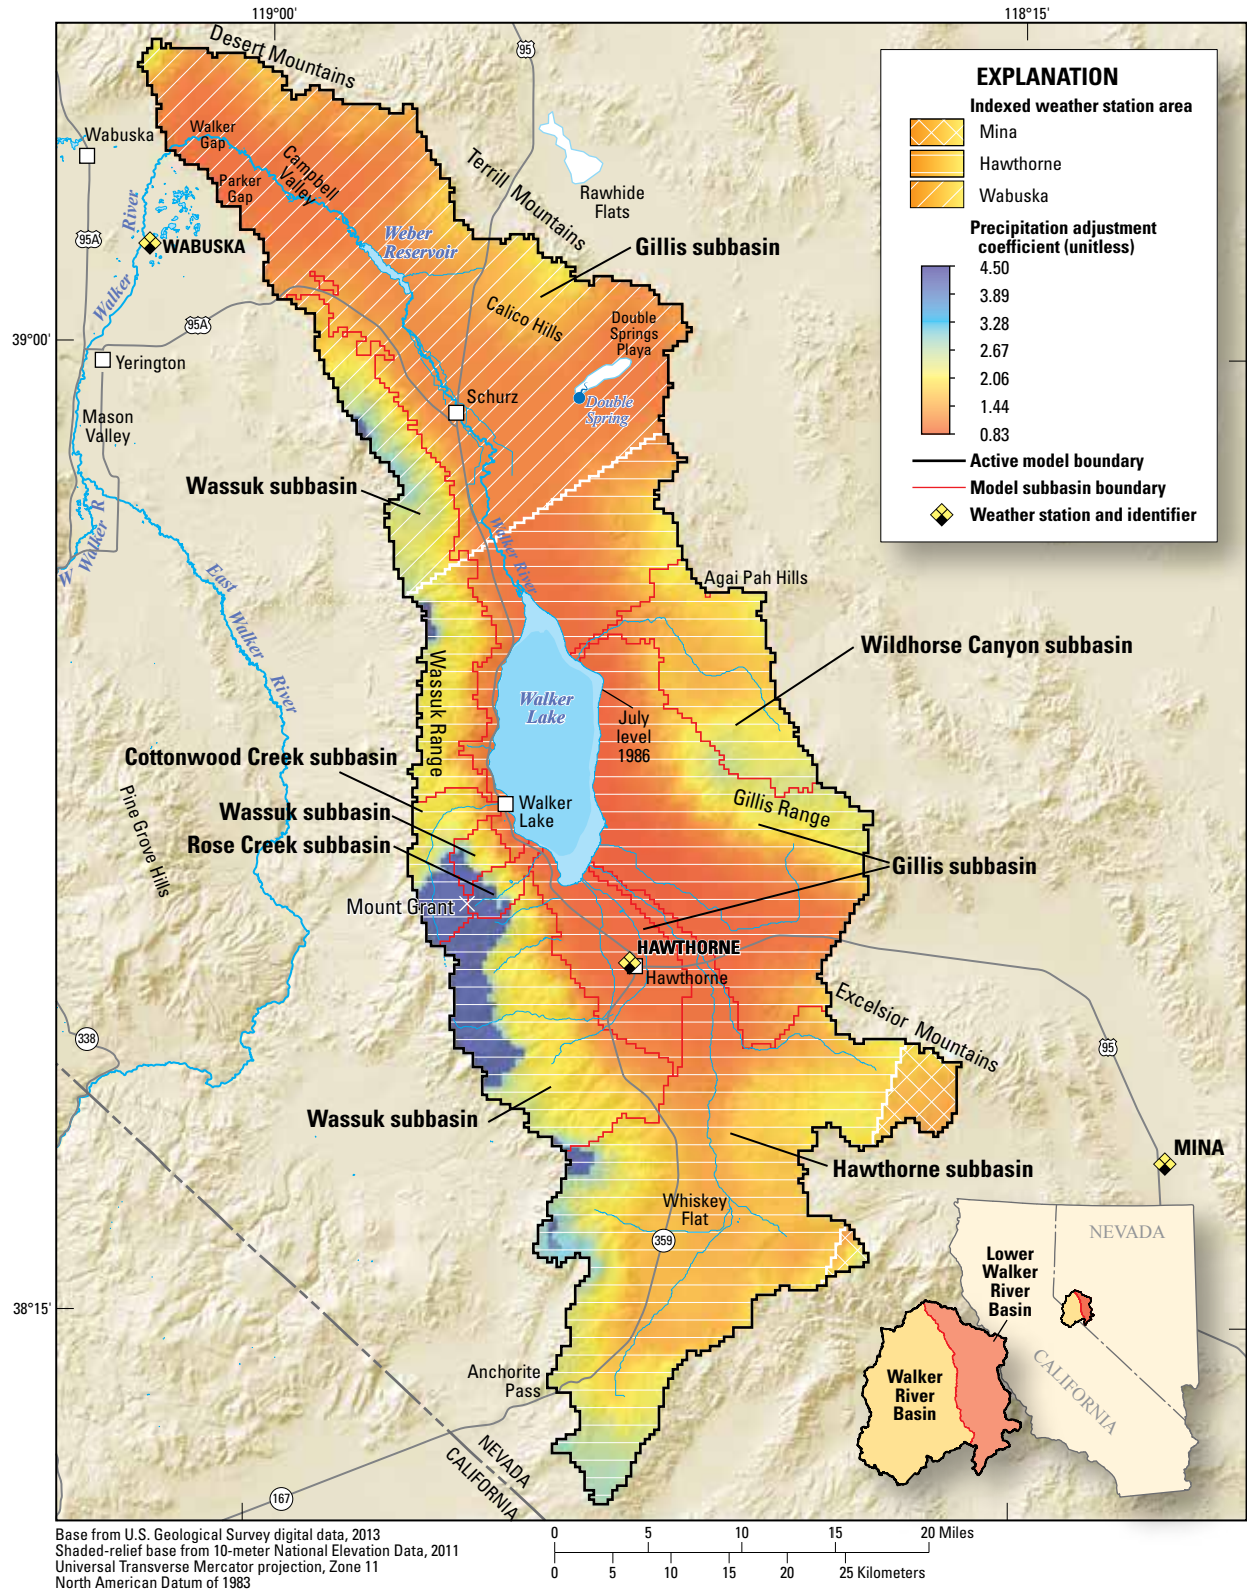 119°00'
118°15'
Desert Mountains
95
EXPLANATION
Indexed weather station area
Mina
Hawthorne
Wabuska
Precipitation adjustment
coefficient (unitless)
4.50
3.89
3.28
2.67
2.06
1.44
0.83
Active model boundary
Model subbasin boundary
Weather station and identifier
Wabuska
Walker
Gap
Parker
Gap
Campbell
Valley
Terrill Mountains
Rawhide
Flats
River
Walker
95A
WABUSKA
Weber
Reservoir
Gillis subbasin
Calico Hills
Double
Springs
Playa
95A
39°00'
Yerington
Schurz
Double
Spring
Mason
Valley
Wassuk subbasin
W
Walker R
Walker River
East
Walker
River
Agai Pah Hills
Wildhorse Canyon subbasin
Wassuk Range
Walker
Lake
July
level
1986
Cottonwood Creek subbasin
Pine Grove Hills
Wassuk subbasin
Walker
Lake
Gillis Range
Rose Creek subbasin
Gillis subbasin
Mount Grant
HAWTHORNE
Hawthorne
Excelsior Mountains
338
95
Wassuk subbasin
MINA
Hawthorne subbasin
Whiskey
Flat
359
NEVADA
Lower
Walker
River
Basin
38°15'
CALIFORNIA
Walker
River
Basin
Anchorite
Pass
NEVADA
CALIFORNIA
167
Base from U.S. Geological Survey digital data, 2013
Shaded-relief base from 10-meter National Elevation Data, 2011
Universal Transverse Mercator projection, Zone 11
North American Datum of 1983
0 5 10 15 20 Miles
0 5 10 15 20 25 Kilometers